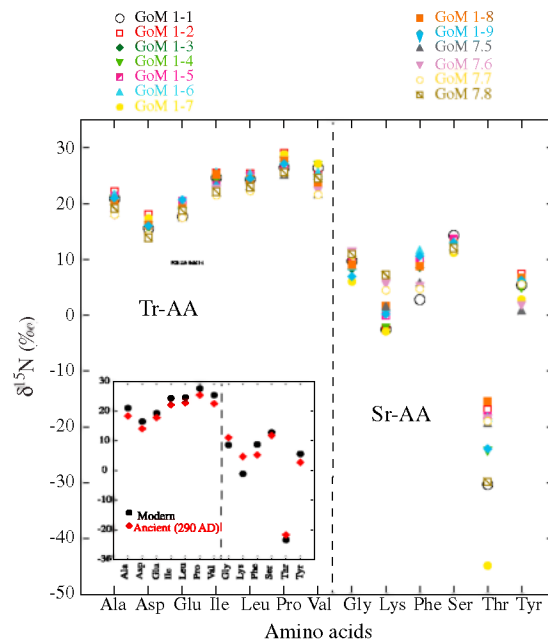 GoM 1-1
GoM 1-2
GoM 1-3
GoM 1-4
GoM 1-5
GoM 1-6
GoM 1-7
GoM 1-8
GoM 1-9
GoM 7.5
GoM 7.6
GoM 7.7
GoM 7.8
35
30
20
10
0
-10
-20
-30
-40
-50
δ¹⁵N (‰)
Tr-AA
Sr-AA
30
20
10
0
-10
-20
-30
Modern
Ancient (290 AD)
Ala Asp Glu Ile Leu Pro Val Gly Lys Phe Ser Thr Tyr
Ala Asp Glu Ile Leu Pro Val Gly Lys Phe Ser Thr Tyr
Amino acids